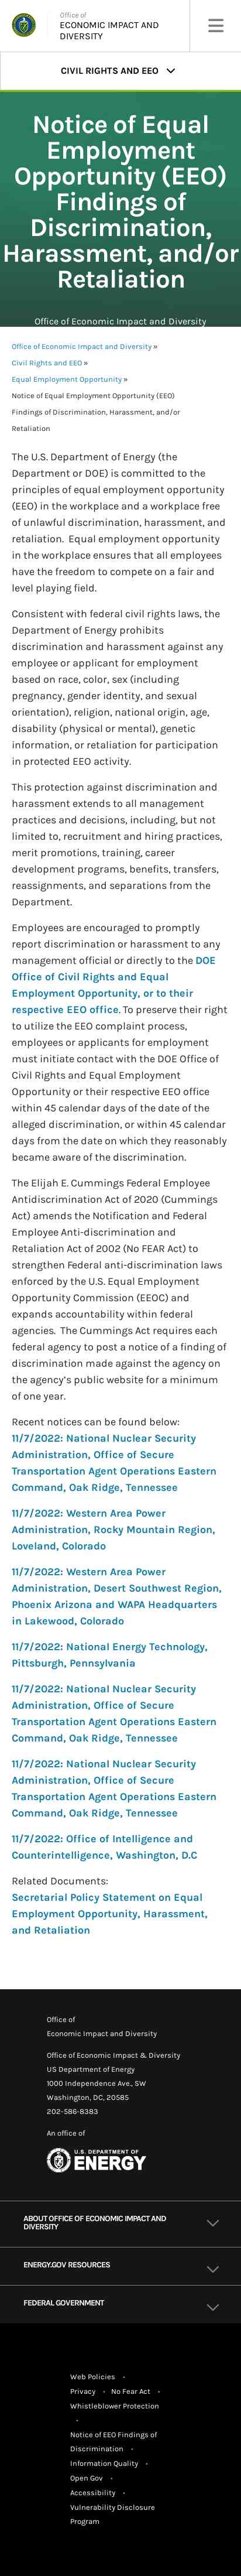 Office of
ECONOMIC IMPACT AND
DIVERSITY
CIVIL RIGHTS AND EEO
Notice of Equal
Employment
Opportunity (EEO)
Findings of
Discrimination,
Harassment, and/or
Retaliation
Office of Economic Impact and Diversity
Office of Economic Impact and Diversity »
Civil Rights and EEO »
Equal Employment Opportunity »
Notice of Equal Employment Opportunity (EEO)
Findings of Discrimination, Harassment, and/or
Retaliation
The U.S. Department of Energy (the
Department or DOE) is committed to the
principles of equal employment opportunity
(EEO) in the workplace and a workplace free
of unlawful discrimination, harassment, and
retaliation.  Equal employment opportunity
in the workplace ensures that all employees
have the freedom to compete on a fair and
level playing field.
Consistent with federal civil rights laws, the
Department of Energy prohibits
discrimination and harassment against any
employee or applicant for employment
based on race, color, sex (including
pregnancy, gender identity, and sexual
orientation), religion, national origin, age,
disability (physical or mental), genetic
information, or retaliation for participation
in protected EEO activity.
This protection against discrimination and
harassment extends to all management
practices and decisions, including, but not
limited to, recruitment and hiring practices,
merit promotions, training, career
development programs, benefits, transfers,
reassignments, and separations from the
Department.
Employees are encouraged to promptly
report discrimination or harassment to any
management official or directly to the DOE
Office of Civil Rights and Equal
Employment Opportunity, or to their
respective EEO office. To preserve their right
to utilize the EEO complaint process,
employees or applicants for employment
must initiate contact with the DOE Office of
Civil Rights and Equal Employment
Opportunity or their respective EEO office
within 45 calendar days of the date of the
alleged discrimination, or within 45 calendar
days from the date on which they reasonably
became aware of the discrimination.
The Elijah E. Cummings Federal Employee
Antidiscrimination Act of 2020 (Cummings
Act) amends the Notification and Federal
Employee Anti-discrimination and
Retaliation Act of 2002 (No FEAR Act) to
strengthen Federal anti-discrimination laws
enforced by the U.S. Equal Employment
Opportunity Commission (EEOC) and
expands accountability within federal
agencies.  The Cummings Act requires each
federal agency to post a notice of a finding of
discrimination made against the agency on
the agency's public website for a minimum
of one year.
Recent notices can be found below:
11/7/2022: National Nuclear Security
Administration, Office of Secure
Transportation Agent Operations Eastern
Command, Oak Ridge, Tennessee
11/7/2022: Western Area Power
Administration, Rocky Mountain Region,
Loveland, Colorado
11/7/2022: Western Area Power
Administration, Desert Southwest Region,
Phoenix Arizona and WAPA Headquarters
in Lakewood, Colorado
11/7/2022: National Energy Technology,
Pittsburgh, Pennsylvania
11/7/2022: National Nuclear Security
Administration, Office of Secure
Transportation Agent Operations Eastern
Command, Oak Ridge, Tennessee
11/7/2022: National Nuclear Security
Administration, Office of Secure
Transportation Agent Operations Eastern
Command, Oak Ridge, Tennessee
11/7/2022: Office of Intelligence and
Counterintelligence, Washington, D.C
Related Documents:
Secretarial Policy Statement on Equal
Employment Opportunity, Harassment,
and Retaliation
Office of
Economic Impact and Diversity
Office of Economic Impact & Diversity
US Department of Energy
1000 Independence Ave., SW
Washington, DC, 20585
202-586-8383
An office of
U.S. DEPARTMENT OF
ENERGY
ABOUT OFFICE OF ECONOMIC IMPACT AND
DIVERSITY
ENERGY.GOV RESOURCES
FEDERAL GOVERNMENT
Web Policies •
Privacy • No Fear Act •
Whistleblower Protection
•
Notice of EEO Findings of
Discrimination •
Information Quality •
Open Gov •
Accessibility •
Vulnerability Disclosure
Program